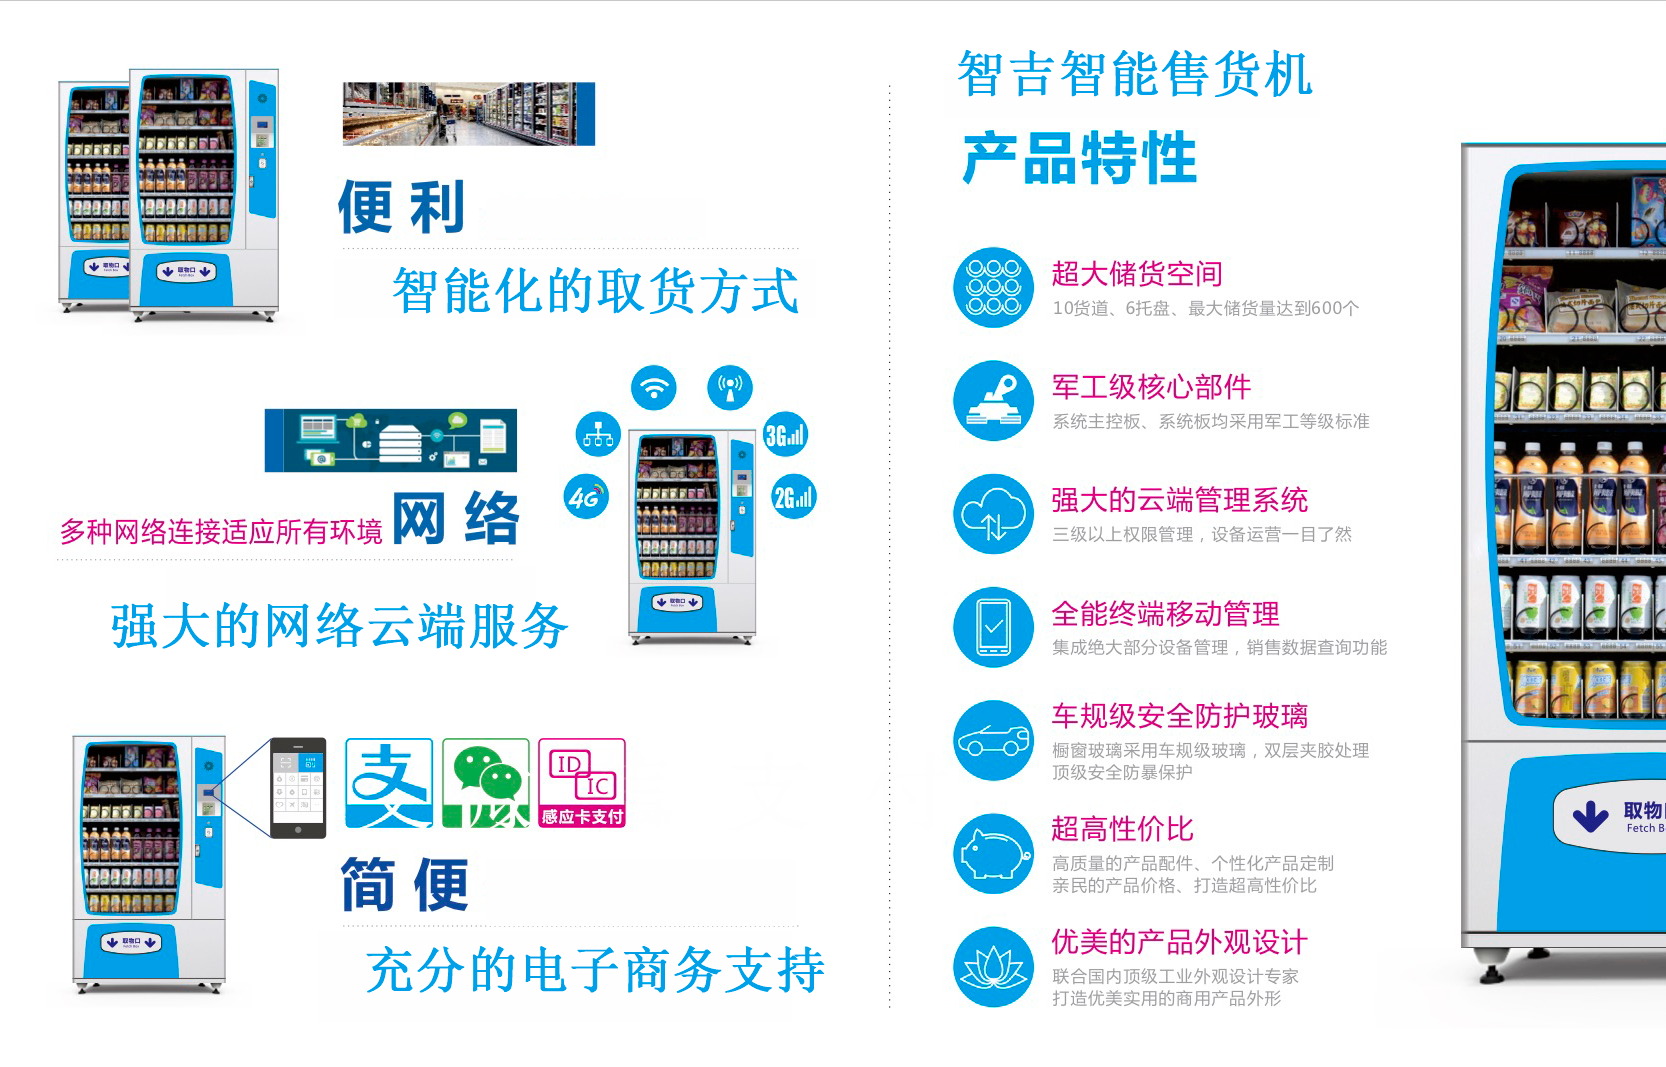 便利
智能化的取货方式
取物口
Fetch Box
4G
3G
2G
多种网络连接适应所有环境
网络
强大的网络云端服务
取物口
取物口
Fetch Box
支
ID
IC
感应卡支付
简便
充分的电子商务支持
智吉智能售货机
产品特性
超大储货空间
10货道、6托盘、最大储货量达到600个
军工级核心部件
系统主控板、系统板均采用军工等级标准
强大的云端管理系统
三级以上权限管理，设备运营一目了然
全能终端移动管理
集成绝大部分设备管理，销售数据查询功能
车规级安全防护玻璃
橱窗玻璃采用车规级玻璃，双层夹胶处理
顶级安全防暴保护
超高性价比
高质量的产品配件、个性化产品定制
亲民的产品价格、打造超高性价比
优美的产品外观设计
联合国内顶级工业外观设计专家
打造优美实用的商用产品外形
取物
Fetch B